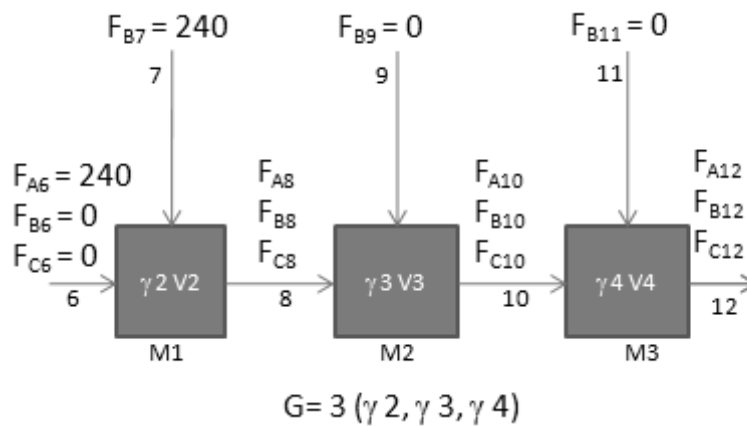 F_B7 = 240
F_B9 = 0
F_B11 = 0
7
9
11
F_A6 = 240
F_B6 = 0
F_C6 = 0
F_A8
F_B8
F_C8
F_A10
F_B10
F_C10
F_A12
F_B12
F_C12
γ 2 V2
γ 3 V3
γ 4 V4
6
8
10
12
M1
M2
M3
G= 3 (γ 2, γ 3, γ 4)